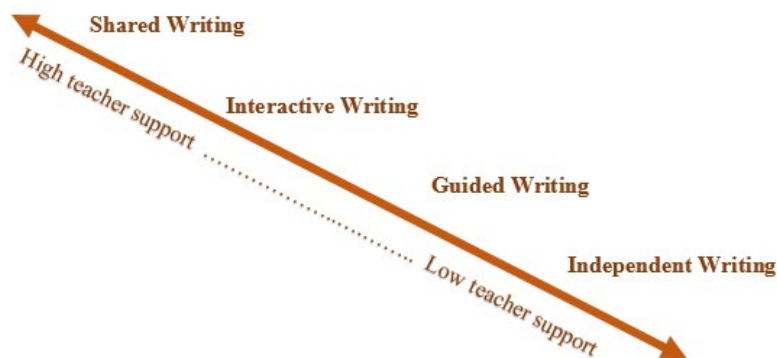 Shared Writing
High teacher support ........................................ Low teacher support
Interactive Writing
Guided Writing
Independent Writing